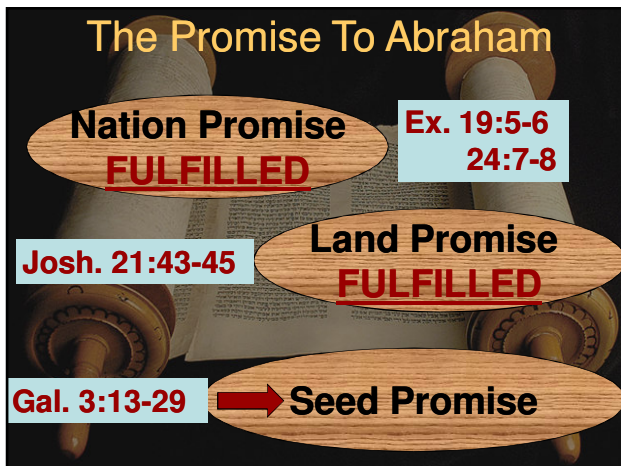 The Promise To Abraham
Nation Promise
FULFILLED
Ex. 19:5-6
24:7-8
Land Promise
FULFILLED
Josh. 21:43-45
Gal. 3:13-29
Seed Promise